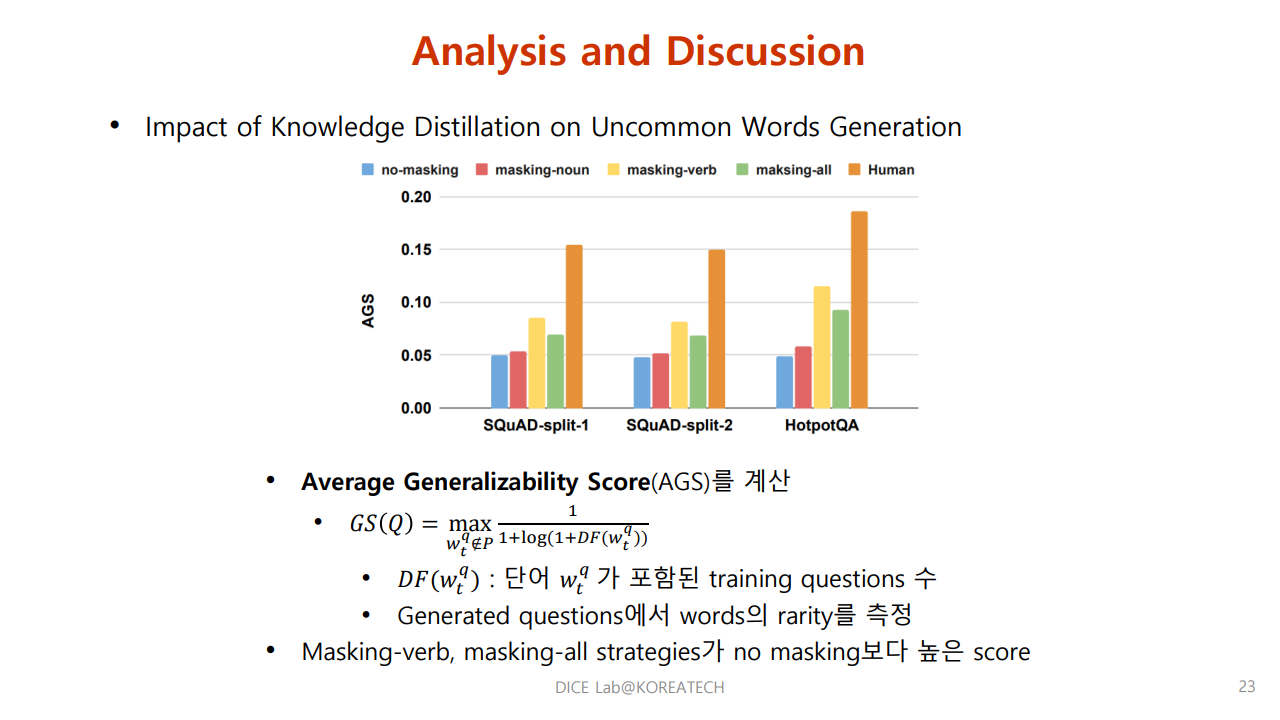 Analysis and Discussion
• Impact of Knowledge Distillation on Uncommon Words Generation
no-masking masking-noun masking-verb maksing-all Human
0.20
0.15
0.10
0.05
0.00
AGS
SQuAD-split-1 SQuAD-split-2 HotpotQA
• Average Generalizability Score(AGS)를 계산
• 𝐺𝑆(𝑄) = max_{w_t^q ∉ P} 1/(1+log(1+DF(w_t^q)))
• DF(w_t^q) : 단어 w_t^q 가 포함된 training questions 수
• Generated questions에서 words의 rarity를 측정
• Masking-verb, masking-all strategies가 no masking보다 높은 score
DICE Lab@KOREATECH
23